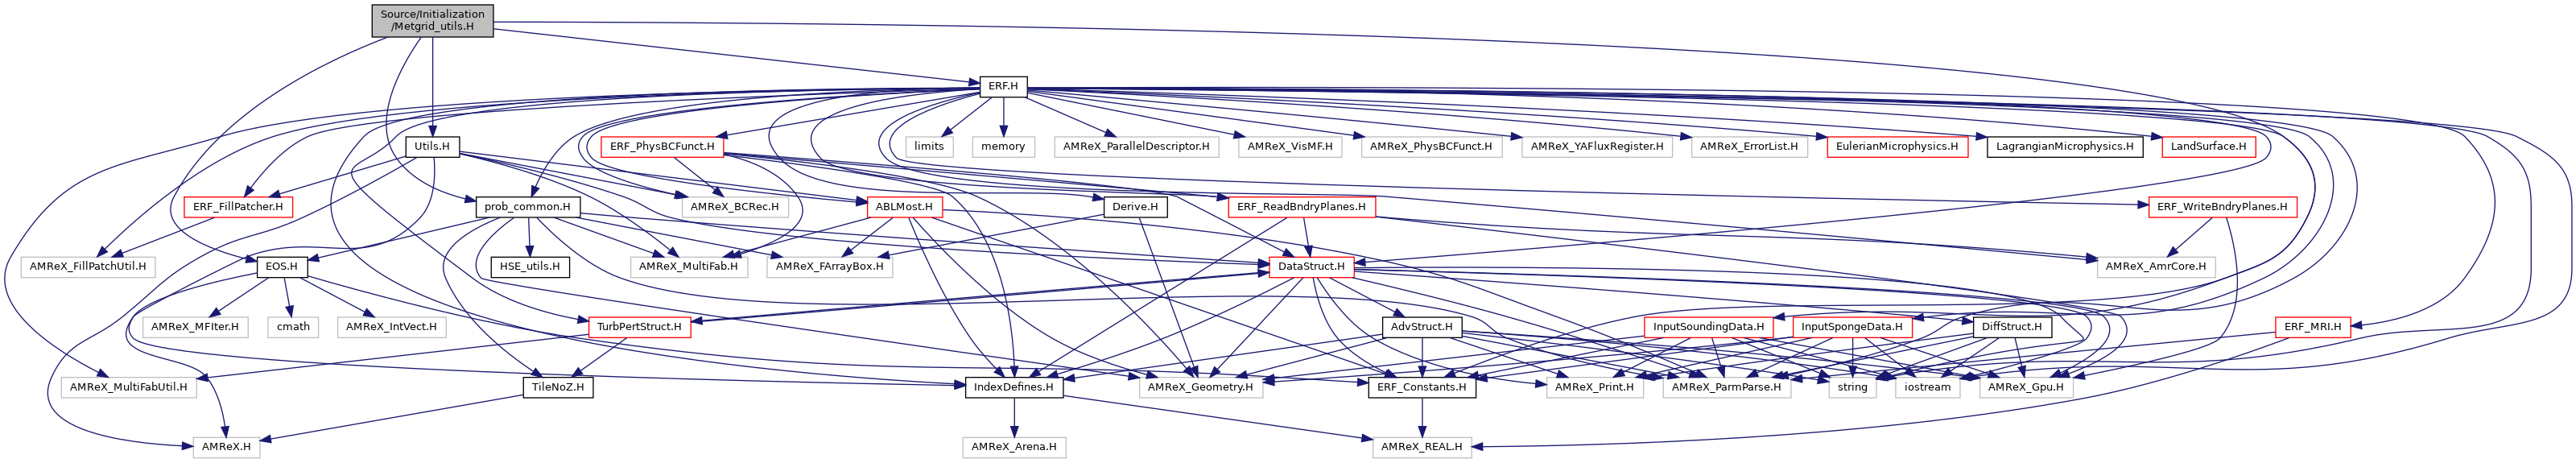 Source/Initialization
/Metgrid_utils.H
ERF.H
Utils.H
ERF_PhysBCFunct.H
limits
memory
AMReX_ParallelDescriptor.H
AMReX_VisMF.H
AMReX_PhysBCFunct.H
AMReX_YAFluxRegister.H
AMReX_ErrorList.H
EulerianMicrophysics.H
LagrangianMicrophysics.H
LandSurface.H
ERF_FillPatcher.H
prob_common.H
AMReX_BCRec.H
ABLMost.H
Derive.H
ERF_ReadBndryPlanes.H
ERF_WriteBndryPlanes.H
AMReX_FillPatchUtil.H
EOS.H
HSE_utils.H
AMReX_MultiFab.H
AMReX_FArrayBox.H
DataStruct.H
AMReX_AmrCore.H
AMReX_MFIter.H
cmath
AMReX_IntVect.H
TurbPertStruct.H
AdvStruct.H
InputSoundingData.H
InputSpongeData.H
DiffStruct.H
ERF_MRI.H
AMReX_MultiFabUtil.H
TileNoZ.H
IndexDefines.H
AMReX_Geometry.H
ERF_Constants.H
AMReX_Print.H
AMReX_ParmParse.H
string
iostream
AMReX_Gpu.H
AMReX.H
AMReX_Arena.H
AMReX_REAL.H